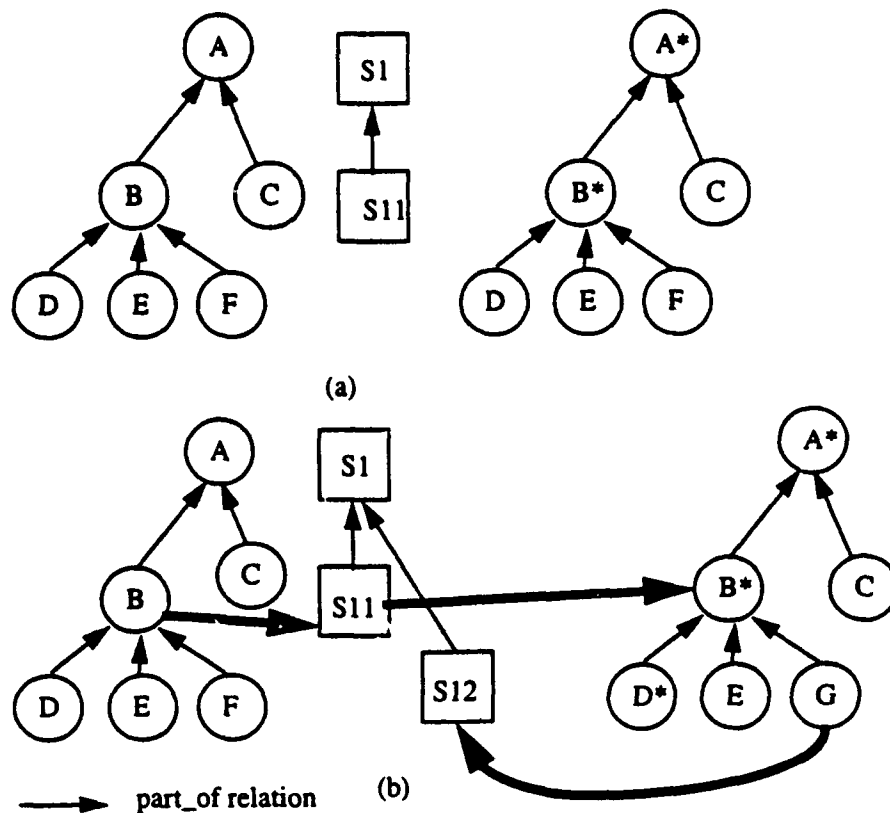 A S1 A*
B C S11 B* C
D E F D E F
(a)
A S1 A*
B C S11 B* C
D E F S12 D* E G
part_of relation (b)